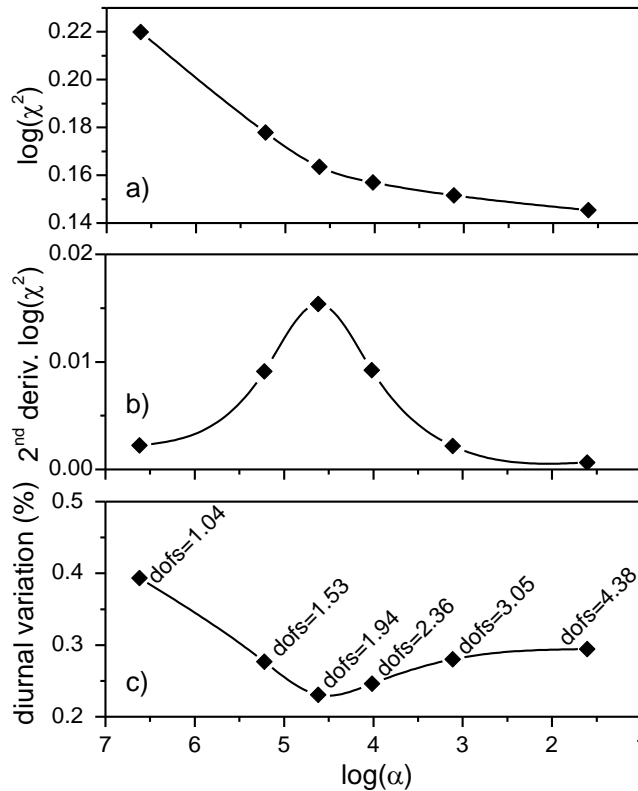 0.22
0.20
0.18
0.16
0.14
log(χ²)
a)
0.02
0.01
0.00
2ⁿᵈ deriv. log(χ²)
b)
0.5
0.4
0.3
0.2
diurnal variation (%)
c)
dofs=1.04
dofs=1.53
dofs=1.94
dofs=2.36
dofs=3.05
dofs=4.38
7 6 5 4 3 2 1
log(α)